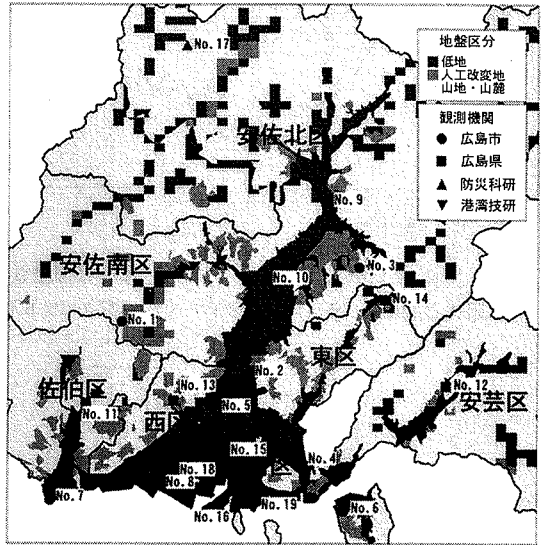 No.17
地盤区分
低地
人工改変地
山地・山麓
観測機関
広島市
広島県
防災科研
港湾技研
安佐北区
No.9
安佐南区
No.10
No.3
No.14
No.1
東区
No.2
佐伯区
No.13
No.12
安芸区
No.11
西区
No.5
No.15
区
No.4
No.18
No.8
No.7
No.16
No.19
No.6